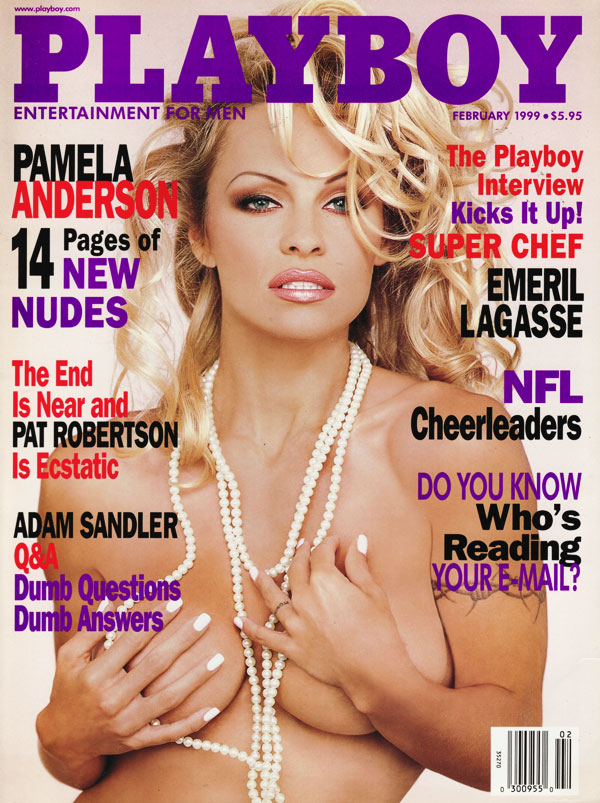 www.playboy.com
PLAYBOY
ENTERTAINMENT FOR MEN
FEBRUARY 1999 • $5.95
PAMELA
ANDERSON
14 Pages of
NEW
NUDES
The End
Is Near and
PAT ROBERTSON
Is Ecstatic
ADAM SANDLER
Q&A
Dumb Questions
Dumb Answers
The Playboy
Interview
Kicks It Up!
SUPER CHEF
EMERIL
LAGASSE
NFL
Cheerleaders
DO YOU KNOW
Who's
Reading
YOUR E-MAIL?
02
35270
0 300955 0